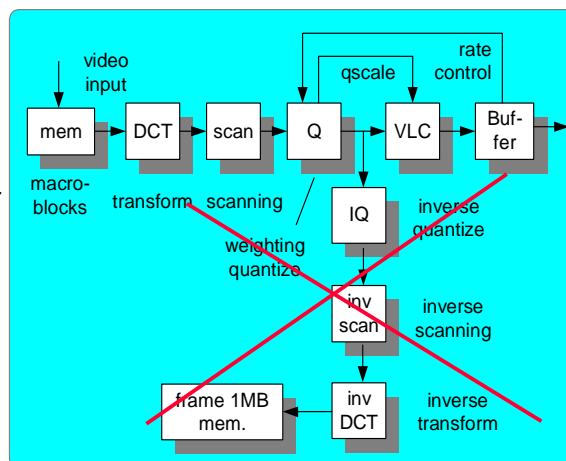 video
input
qscale
rate
control
mem
DCT
scan
Q
VLC
Buf-
fer
macro-
blocks
transform
scanning
weighting
quantize
IQ
inverse
quantize
inv
scan
inverse
scanning
frame 1MB
mem.
inv
DCT
inverse
transform